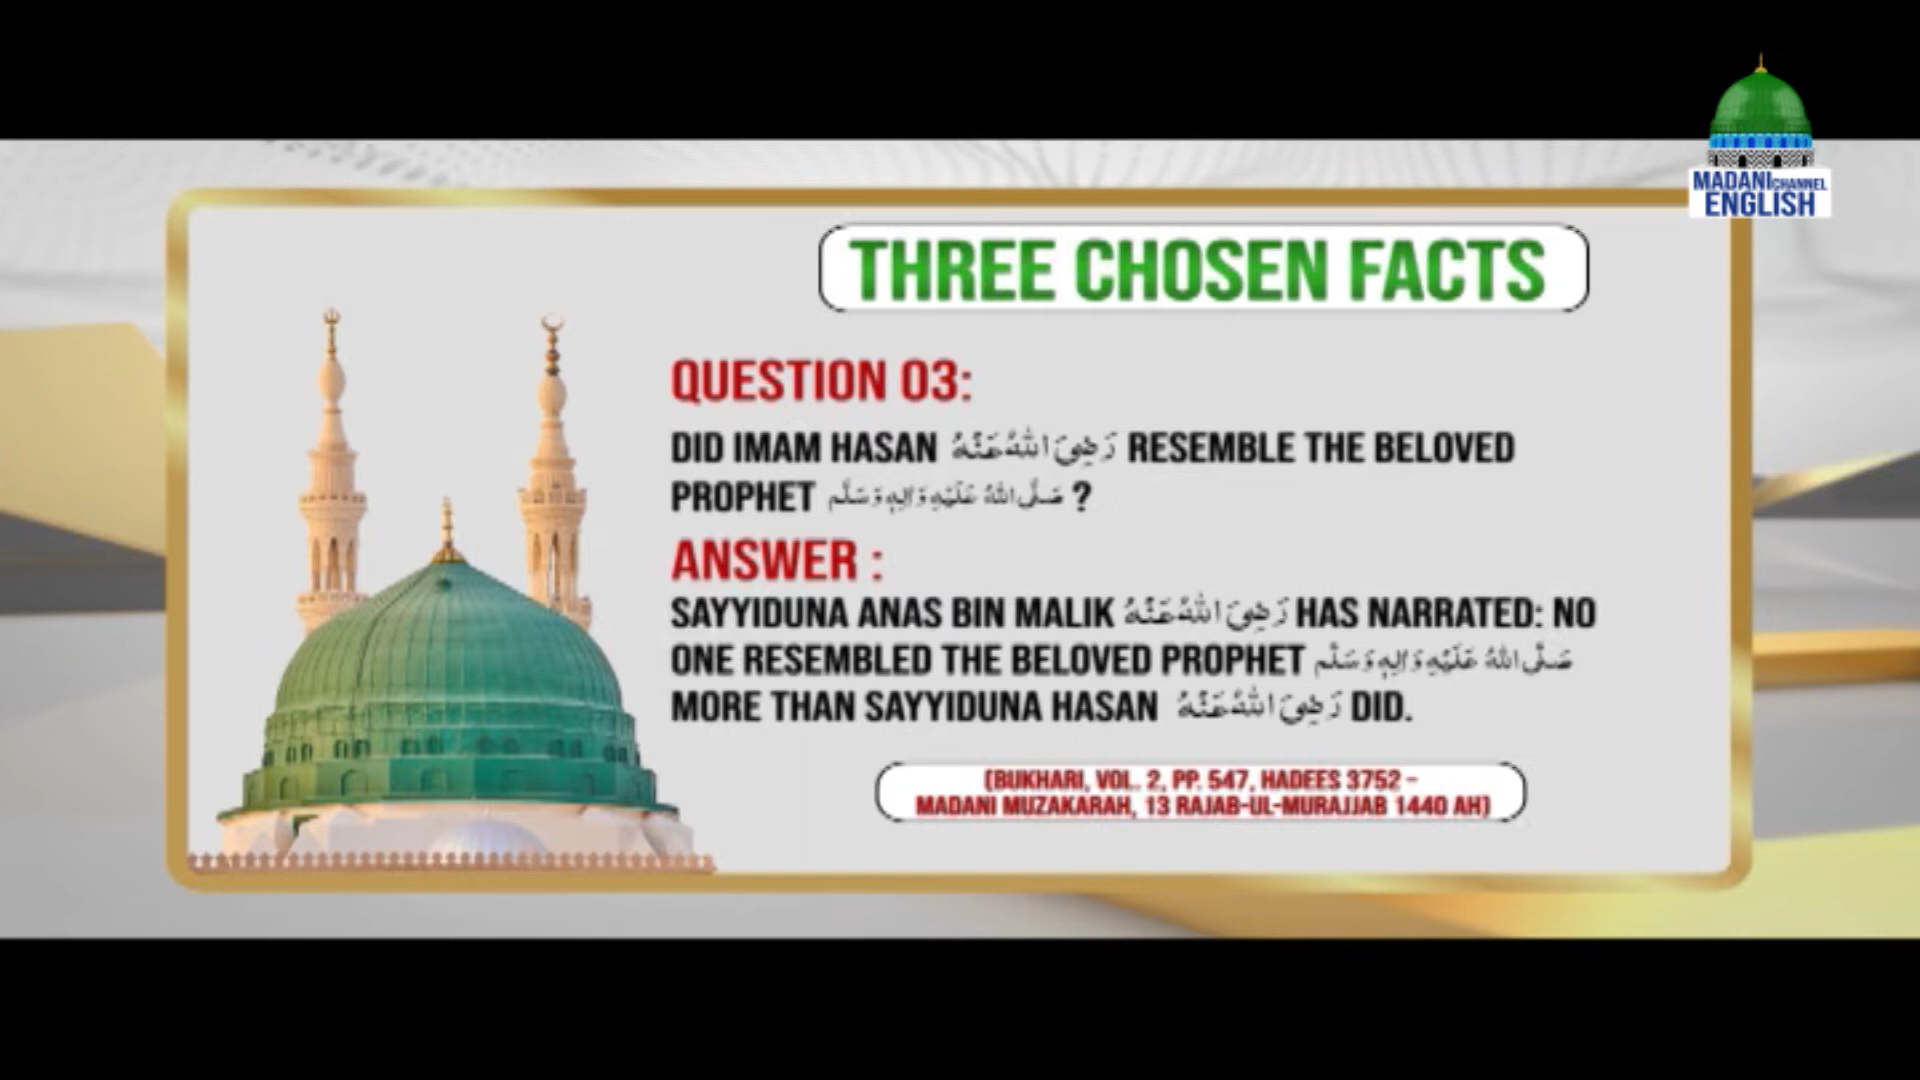 MADANI CHANNEL
ENGLISH
THREE CHOSEN FACTS
QUESTION 03:
DID IMAM HASAN رَضِیَ اللّٰہُ عَنْہُ RESEMBLE THE BELOVED
PROPHET صَلَّی اللّٰہُ عَلَیْہِ وَاٰلِہٖ وَسَلَّم ?
ANSWER :
SAYYIDUNA ANAS BIN MALIK رَضِیَ اللّٰہُ عَنْہُ HAS NARRATED: NO
ONE RESEMBLED THE BELOVED PROPHET صَلَّی اللّٰہُ عَلَیْہِ وَاٰلِہٖ وَسَلَّم
MORE THAN SAYYIDUNA HASAN رَضِیَ اللّٰہُ عَنْہُ DID.
(BUKHARI, VOL. 2, PP. 547, HADEES 3752 -
MADANI MUZAKARAH, 13 RAJAB-UL-MURAJJAB 1440 AH)